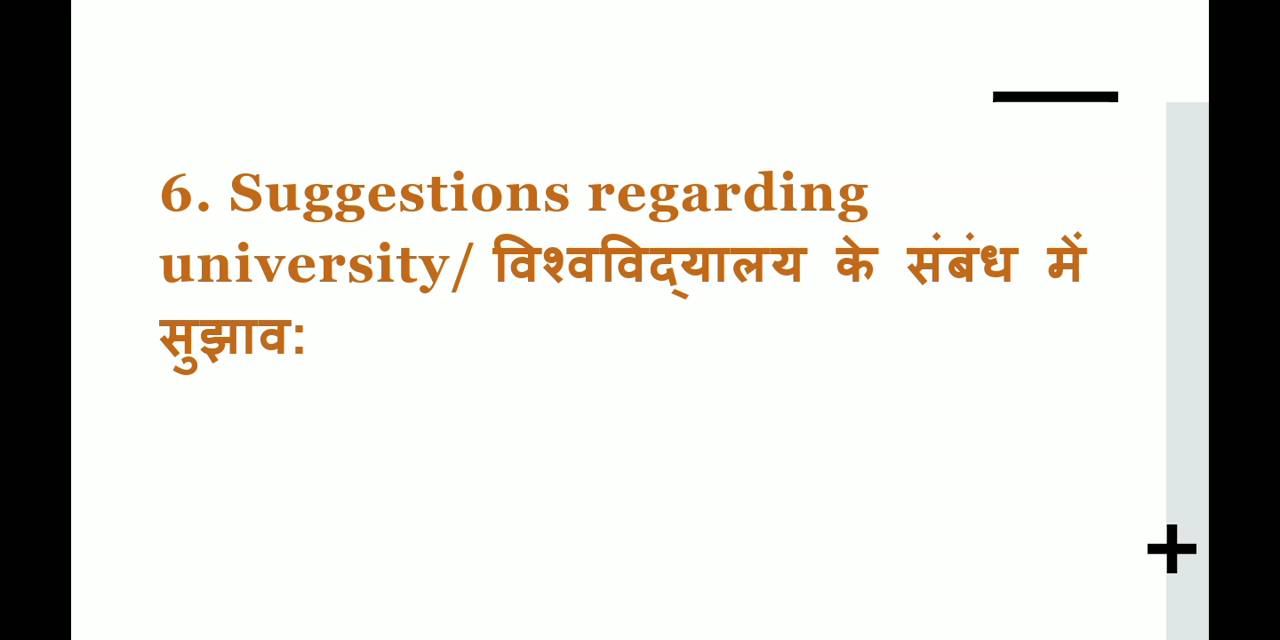 6. Suggestions regarding
university/ विश्वविद्यालय के संबंध में
सुझाव: